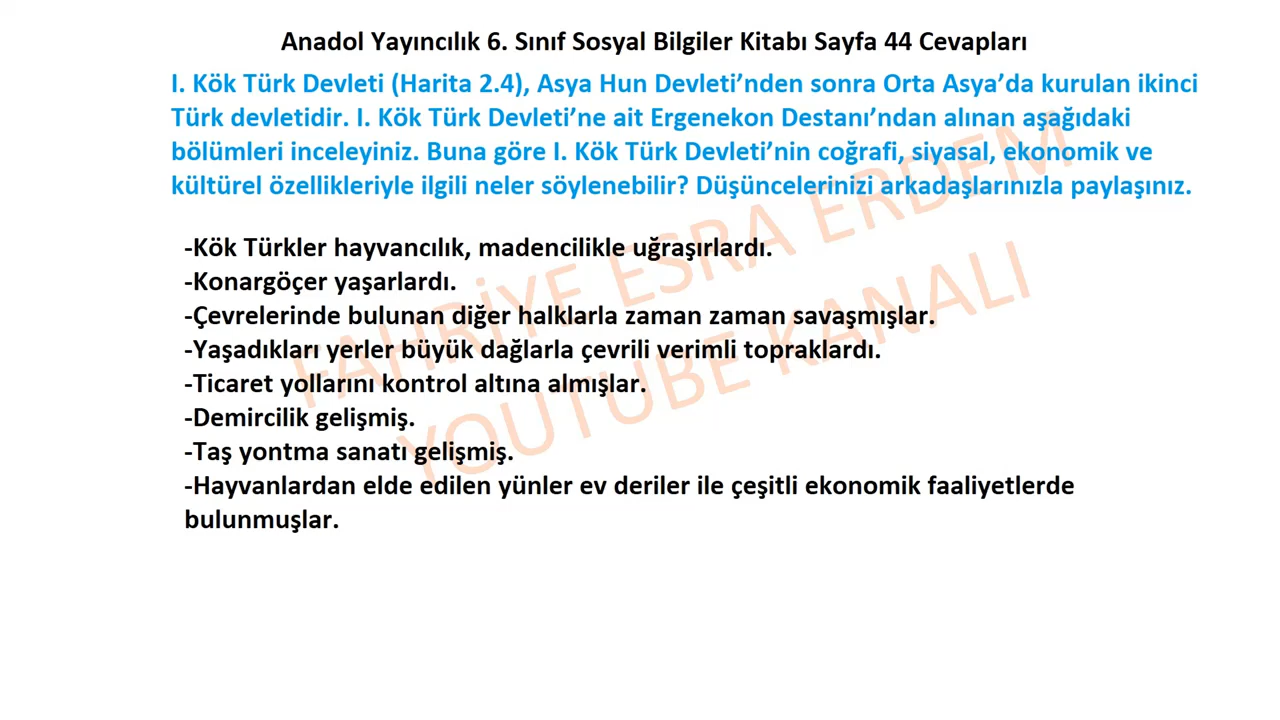 Anadol Yayıncılık 6. Sınıf Sosyal Bilgiler Kitabı Sayfa 44 Cevapları
I. Kök Türk Devleti (Harita 2.4), Asya Hun Devleti’nden sonra Orta Asya’da kurulan ikinci
Türk devletidir. I. Kök Türk Devleti’ne ait Ergenekon Destanı’ndan alınan aşağıdaki
bölümleri inceleyiniz. Buna göre I. Kök Türk Devleti’nin coğrafi, siyasal, ekonomik ve
kültürel özellikleriyle ilgili neler söylenebilir? Düşüncelerinizi arkadaşlarınızla paylaşınız.
-Kök Türkler hayvancılık, madencilikle uğraşırlardı.
-Konargöçer yaşarlardı.
-Çevrelerinde bulunan diğer halklarla zaman zaman savaşmışlar.
-Yaşadıkları yerler büyük dağlarla çevrili verimli topraklardı.
-Ticaret yollarını kontrol altına almışlar.
-Demircilik gelişmiş.
-Taş yontma sanatı gelişmiş.
-Hayvanlardan elde edilen yünler ev deriler ile çeşitli ekonomik faaliyetlerde
bulunmuşlar.
FAHRİYE ESRA ERDEM
YOUTUBE KANALI